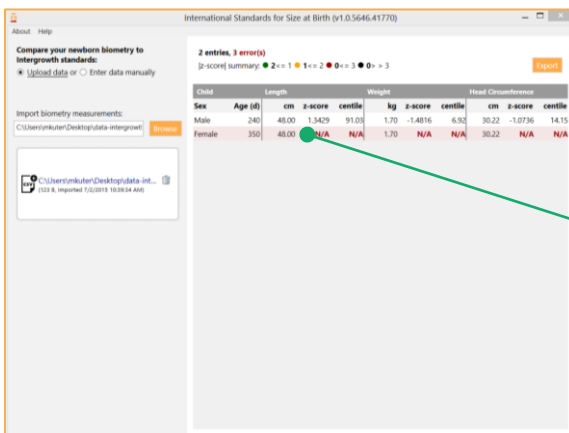 International Standards for Size at Birth (v1.0.5646.41770)
About Help
Compare your newborn biometry to
Intergrowth standards:
Upload data or Enter data manually
Import biometry measurements:
C:\Users\mkuter\Desktop\data-intergrowt Browse
C:\Users\mkuter\Desktop\data-int...
(123 B, Imported 7/2/2015 10:39:04 AM)
2 entries, 3 error(s)
|z-score| summary: 2<= 1 1<= 2 0<= 3 0> > 3
Export
Child Length Weight Head Circumference
Sex Age (d) cm z-score centile kg z-score centile cm z-score centile
Male 240 48.00 1.3429 91.03 1.70 -1.4816 6.92 30.22 -1.0736 14.15
Female 350 48.00 N/A N/A 1.70 N/A N/A 30.22 N/A N/A